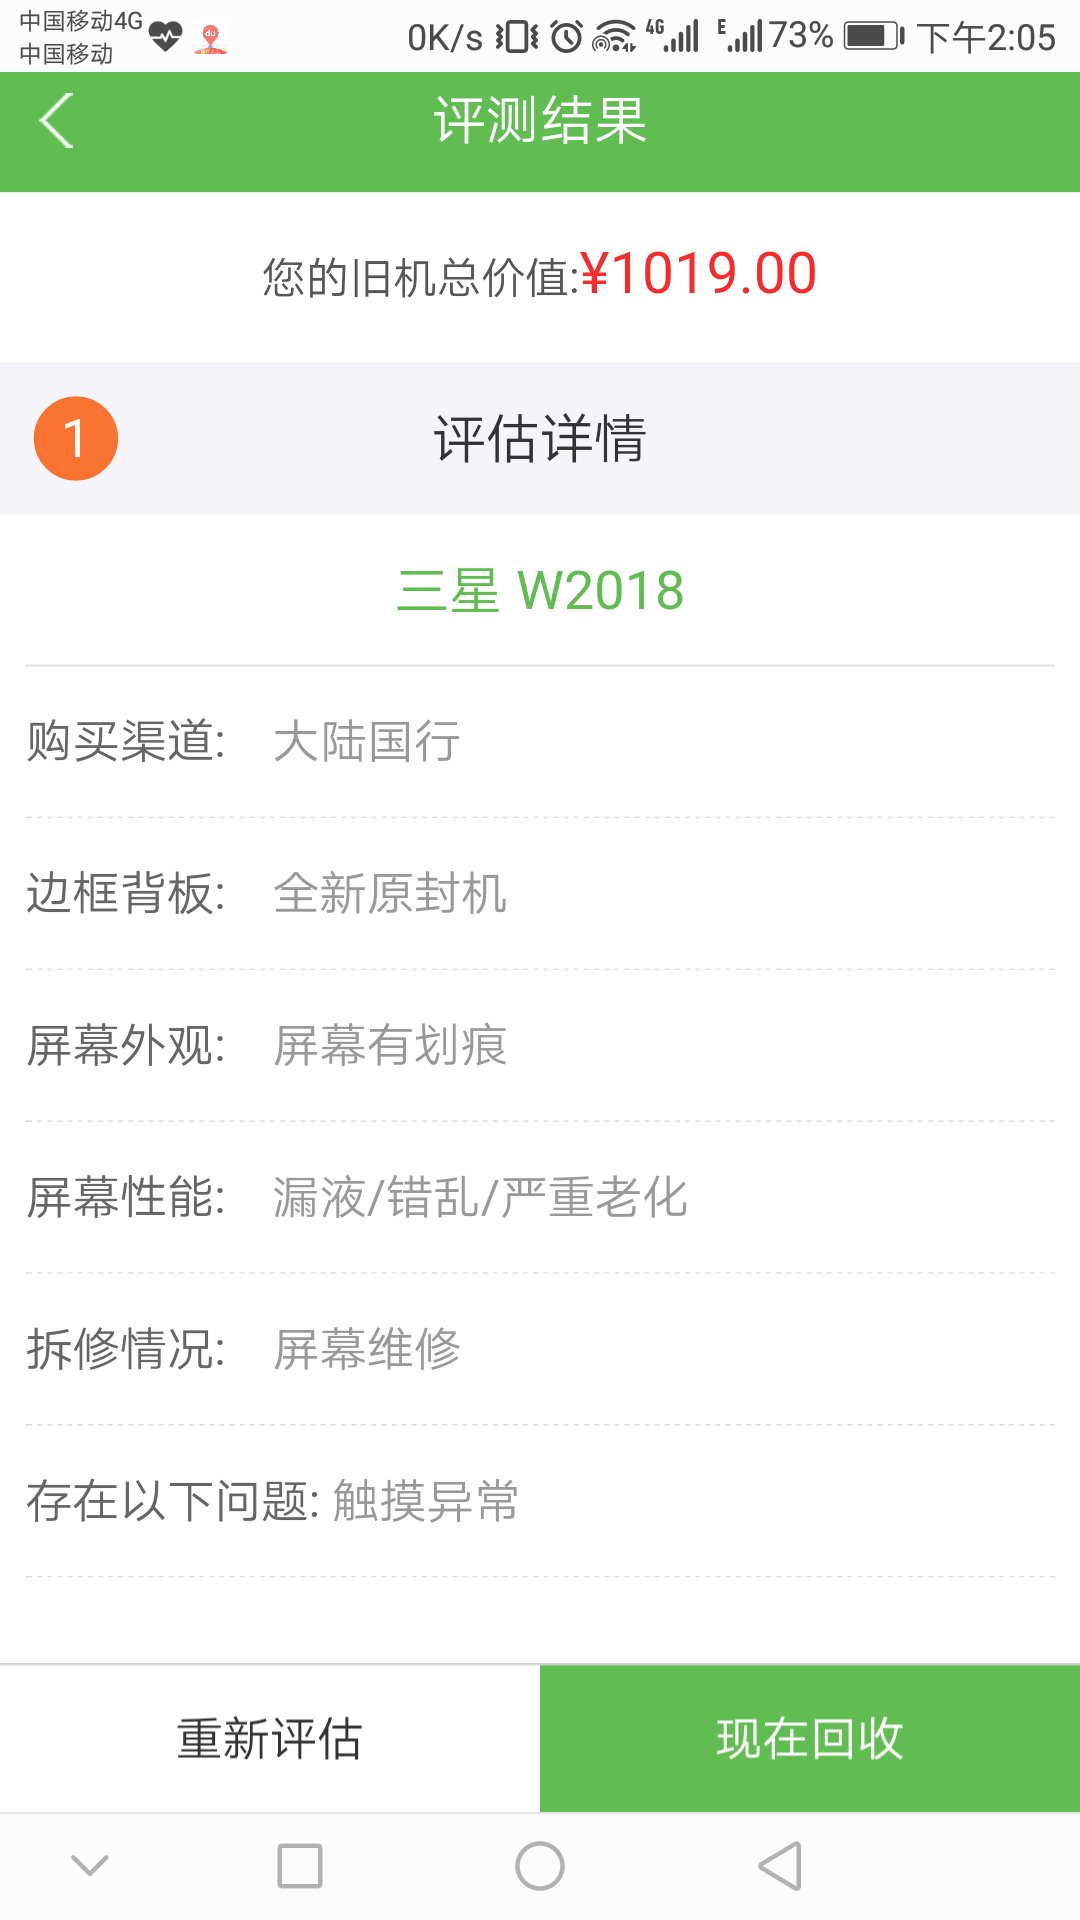 中国移动4G
中国移动
0K/s 4G E 73% 下午2:05
评测结果
您的旧机总价值:¥1019.00
1 评估详情
三星 W2018
购买渠道: 大陆国行
边框背板: 全新原封机
屏幕外观: 屏幕有划痕
屏幕性能: 漏液/错乱/严重老化
拆修情况: 屏幕维修
存在以下问题: 触摸异常
重新评估 现在回收